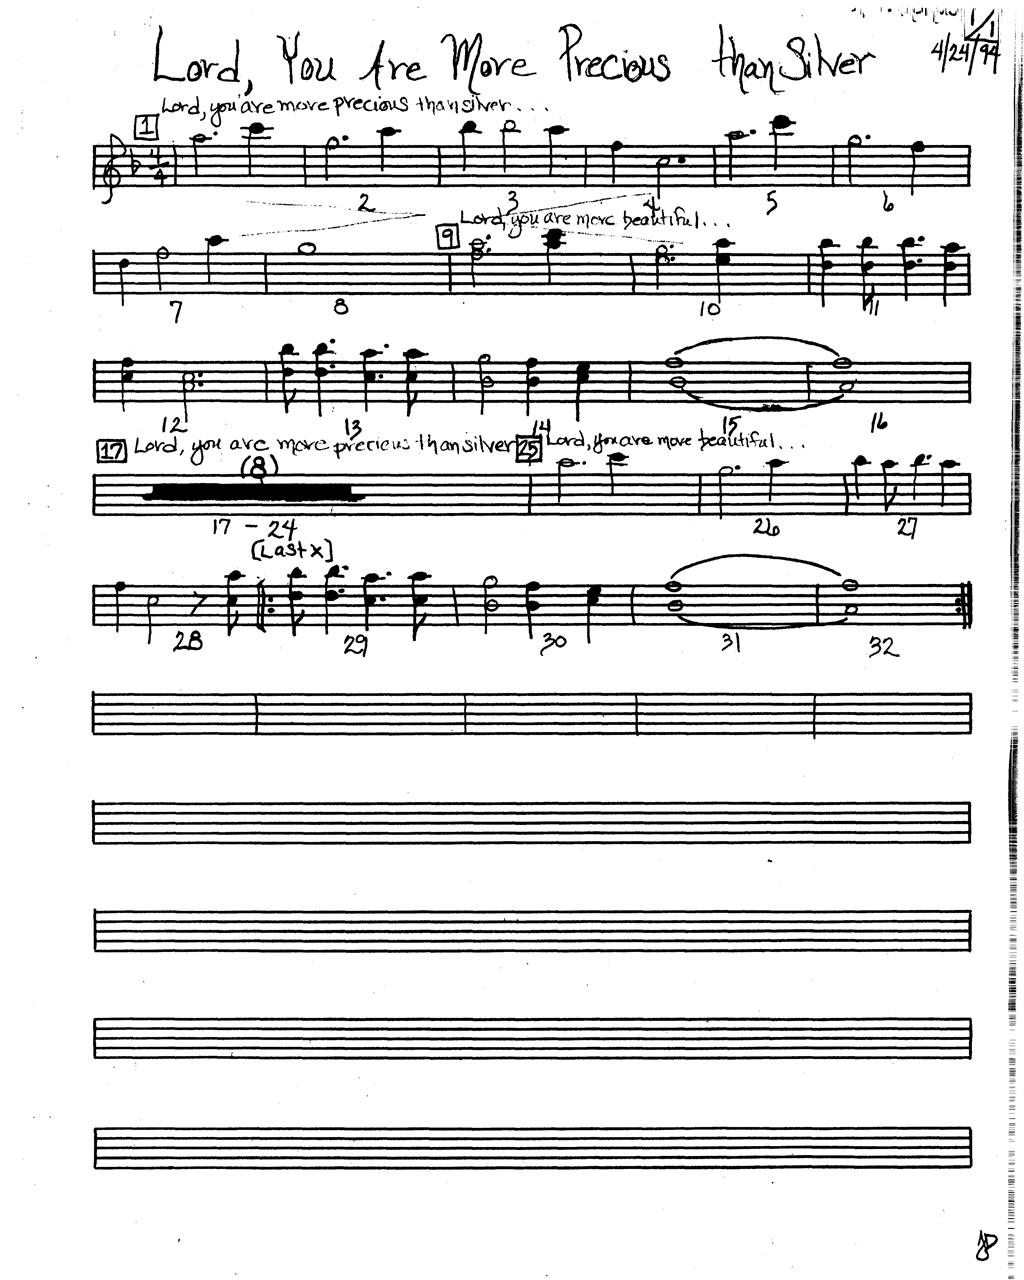 1/1
Lord, You Are More Precious than Silver
4/24/94
Lord, you are more precious than silver...
1
4/4
2 3 4 5 6
Lord, you are more beautiful...
9
7 8 10 11
12 13 14 15 16
17 Lord, you are more precious than silver 25 Lord, you are more beautiful...
(8)
17 - 24 26 27
[Last x]
28 29 30 31 32
JD